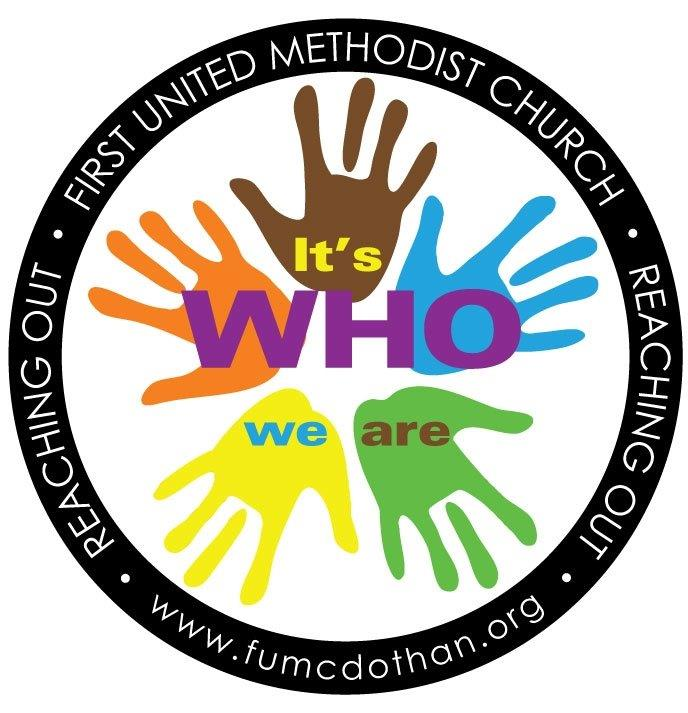 FIRST UNITED METHODIST CHURCH
• REACHING OUT •
www.fumcdothan.org
• REACHING OUT •
It's
WHO
we are